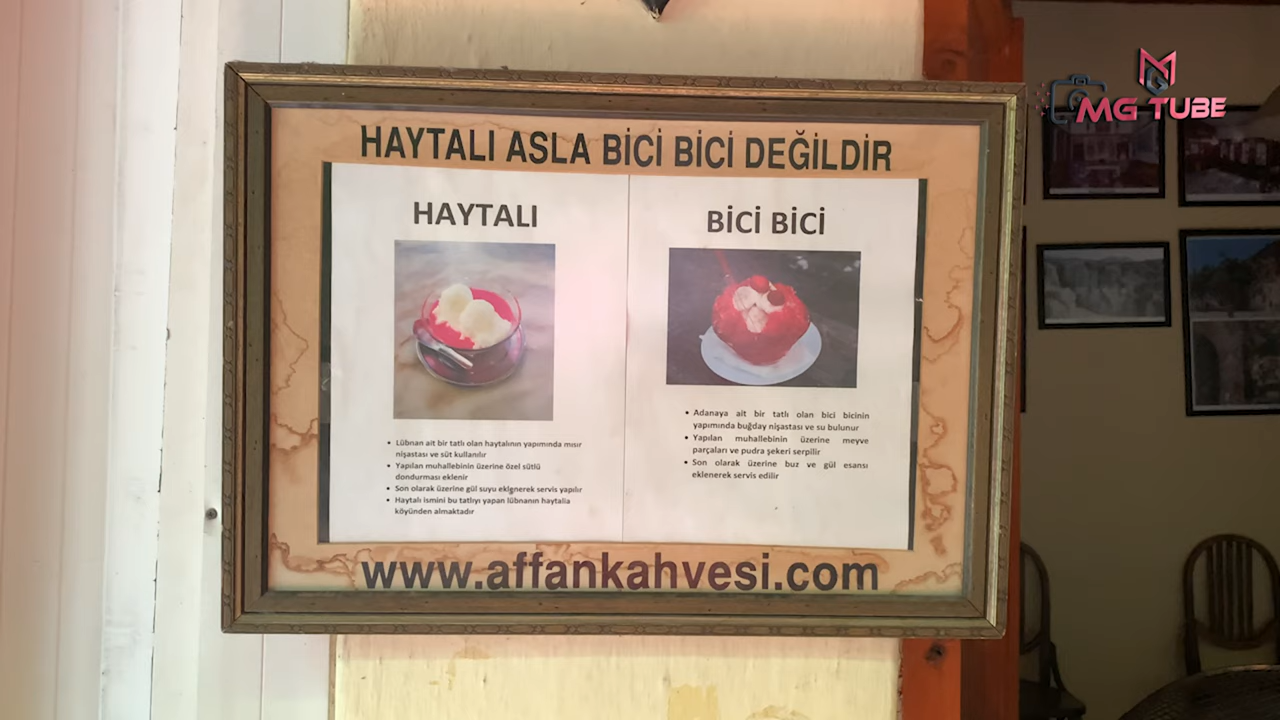 MG TUBE
HAYTALI ASLA BİCİ BİCİ DEĞİLDİR
HAYTALI
• Lübnan ait bir tatlı olan haytalının yapımında mısır
nişastası ve süt kullanılır
• Yapılan muhallebinin üzerine özel sütlü
dondurması eklenir
• Son olarak üzerine gül suyu eklenerek servis yapılır
• Haytalı ismini bu tatlıyı yapan lübnanın haytalıa
köyünden almaktadır
BİCİ BİCİ
• Adanaya ait bir tatlı olan bici bicinin
yapımında buğday nişastası ve su bulunur
• Yapılan muhallebinin üzerine meyve
parçaları ve pudra şekeri serpilir
• Son olarak üzerine buz ve gül esansı
eklenerek servis edilir
www.affankahvesi.com